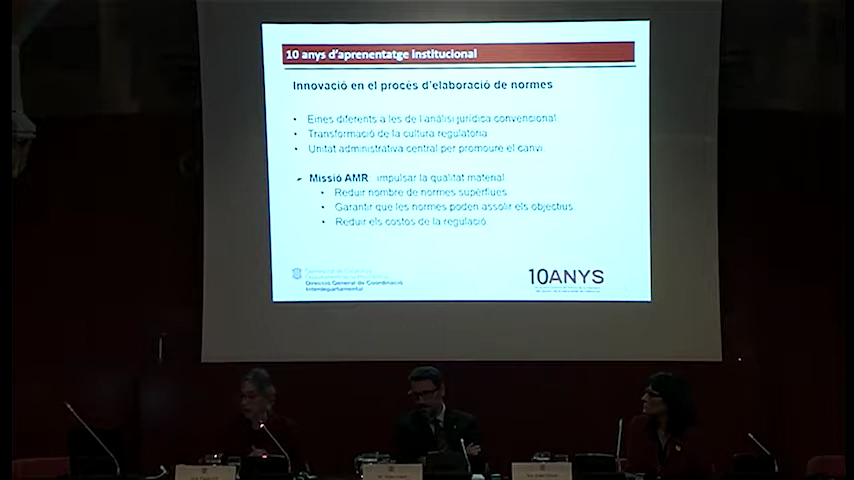 10 anys d'aprenentatge institucional
Innovació en el procés d'elaboració de normes
• Eines diferents a les de l'anàlisi jurídica convencional
• Transformació de la cultura regulatoria
• Unitat administrativa central per promoure el canvi.
Missió AMR impulsar la qualitat material
• Reduir nombre de normes supèrflues.
• Garantir que les normes poden assolir els objectius.
• Reduir els costos de la regulació
Generalitat de Catalunya
Direcció General de Coordinació
Interdepartamental
10ANYS